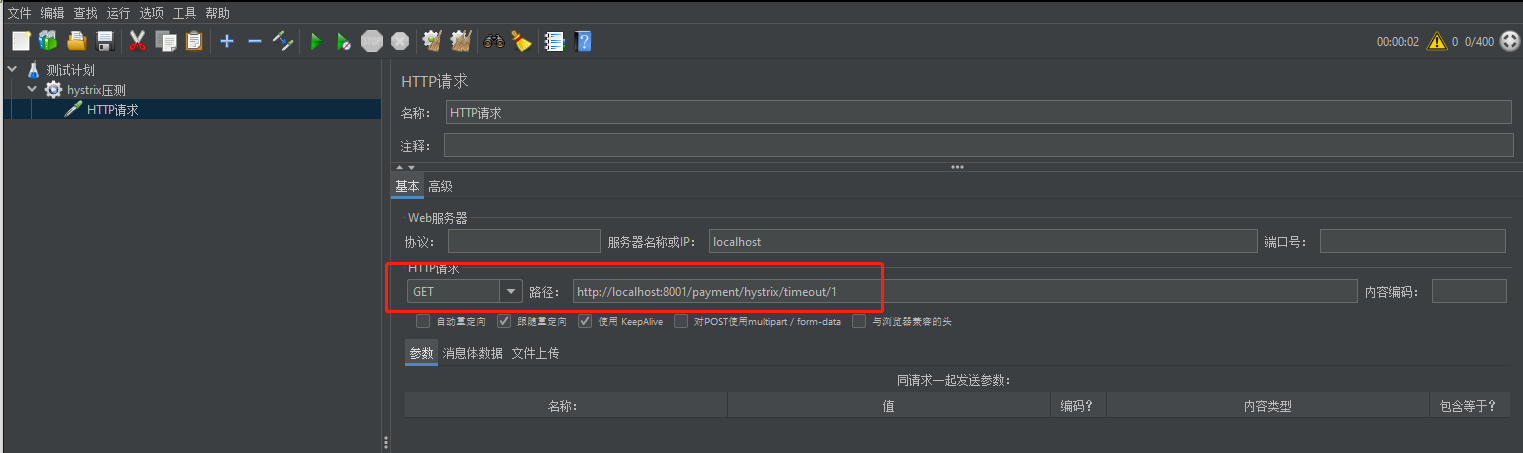 文件 编辑 查找 运行 选项 工具 帮助
STOP
00:00:02 0 0/400
测试计划
hystrix压测
HTTP请求
HTTP请求
名称： HTTP请求
注释：
基本 高级
Web服务器
协议： 服务器名称或IP： localhost 端口号：
HTTP请求
GET 路径： http://localhost:8001/payment/hystrix/timeout/1 内容编码：
自动重定向 跟随重定向 使用 KeepAlive 对POST使用multipart / form-data 与浏览器兼容的头
参数 消息体数据 文件上传
同请求一起发送参数：
名称： 值 编码？ 内容类型 包含等于？